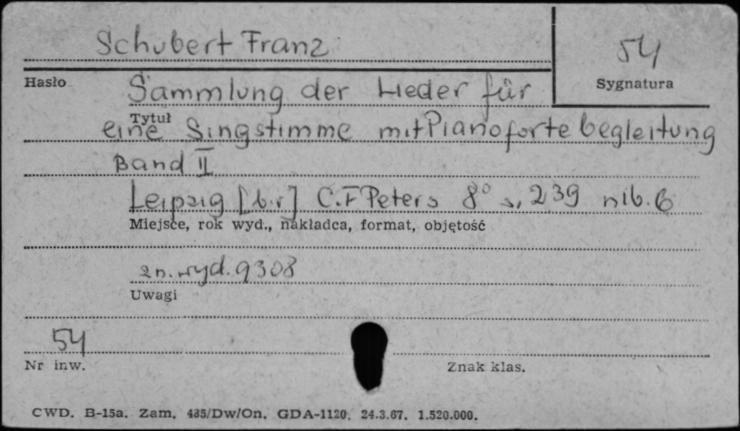 Schubert Franz
54
Hasło
Sygnatura
Sammlung der Lieder für
Tytuł
eine Singstimme mit Pianoforte begleitung
Band II
Leipzig [b.r] C.F Peters 8° s. 239 nlb. 6
Miejsce, rok wyd., nakładca, format, objętość
zn. wyd. 9308
Uwagi
54
Nr inw.
Znak klas.
CWD. B-15a. Zam. 485/Dw/On. GDA-1120. 24.3.67. 1.520.000.